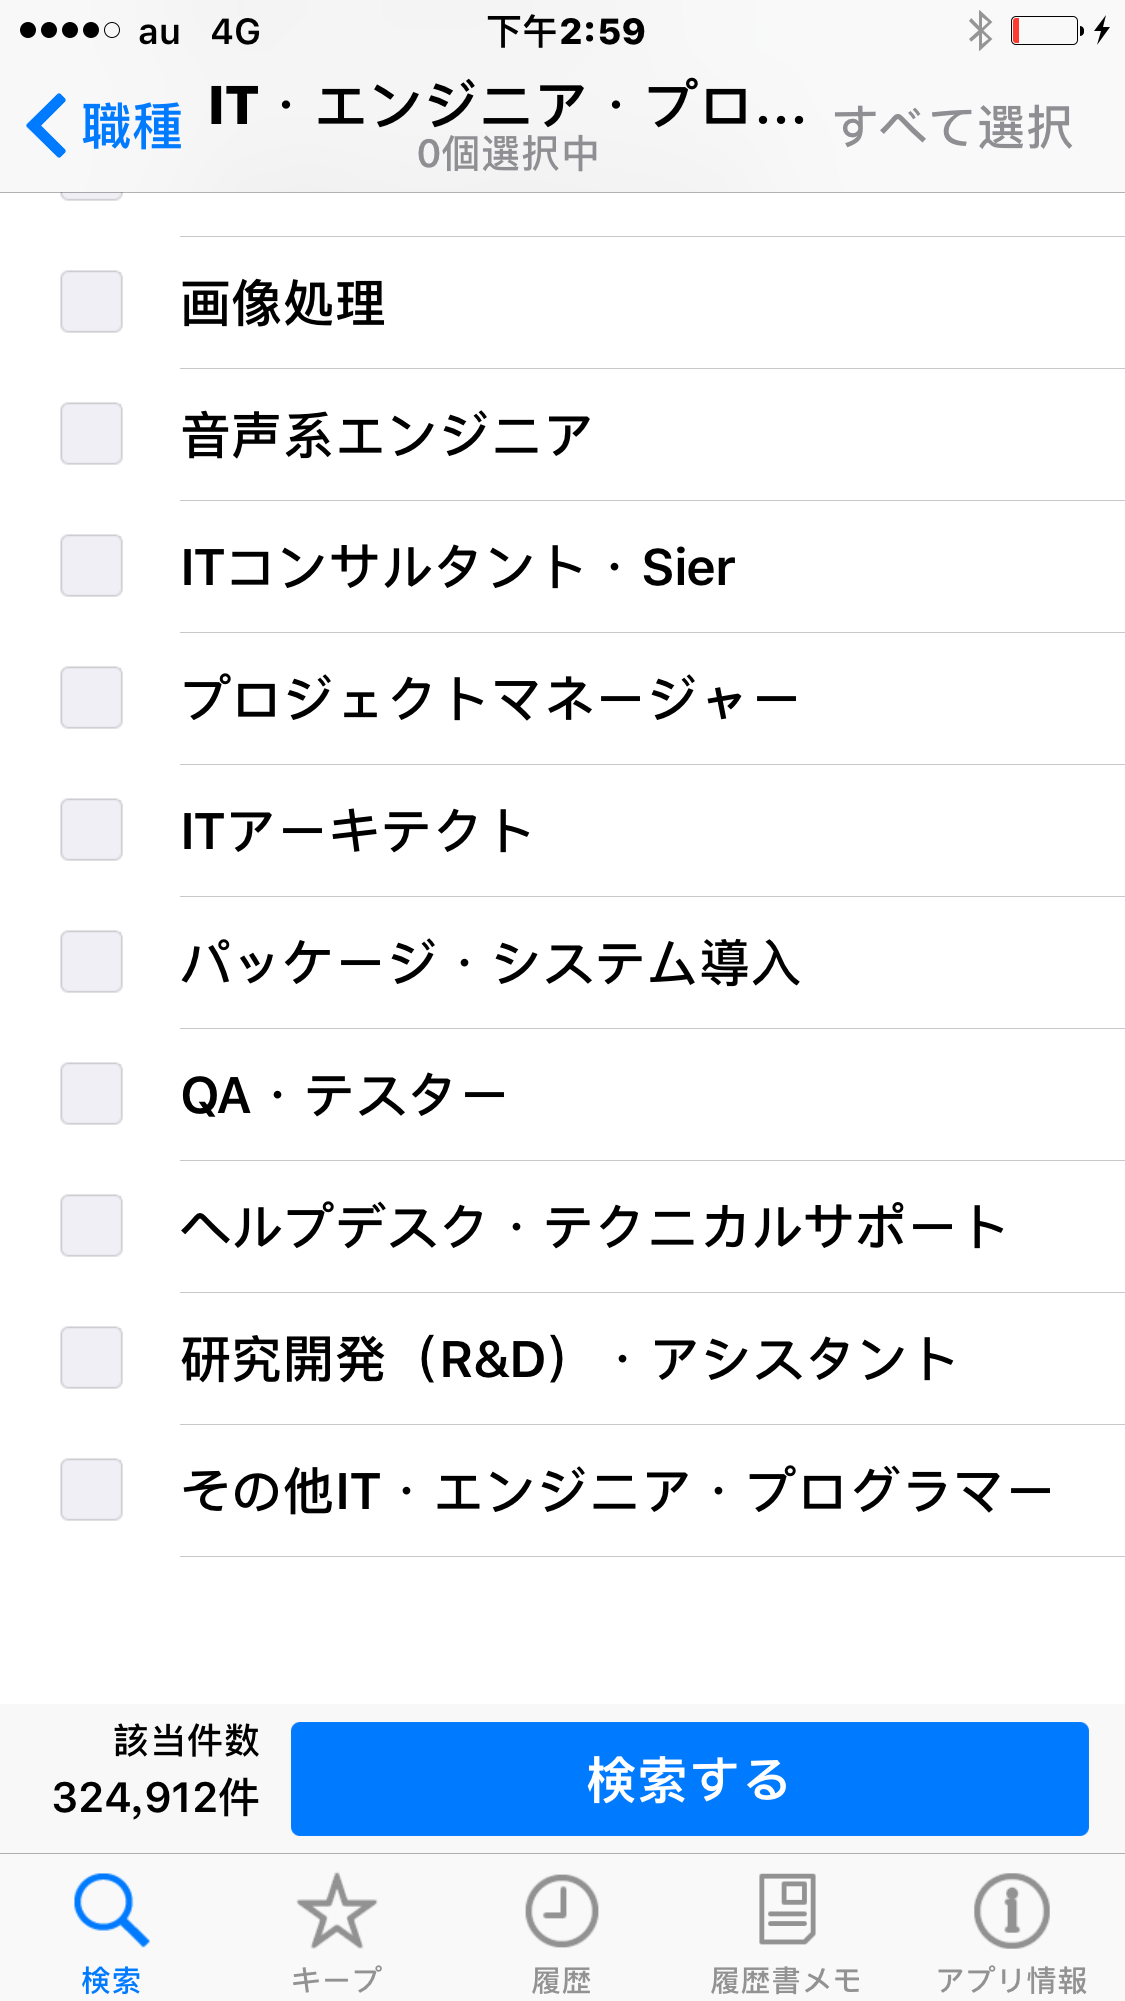 au 4G 下午2:59
職種 IT・エンジニア・プロ... すべて選択
0個選択中
画像処理
音声系エンジニア
ITコンサルタント・Sier
プロジェクトマネージャー
ITアーキテクト
パッケージ・システム導入
QA・テスター
ヘルプデスク・テクニカルサポート
研究開発（R&D）・アシスタント
その他IT・エンジニア・プログラマー
該当件数
324,912件
検索する
検索 キープ 履歴 履歴書メモ アプリ情報